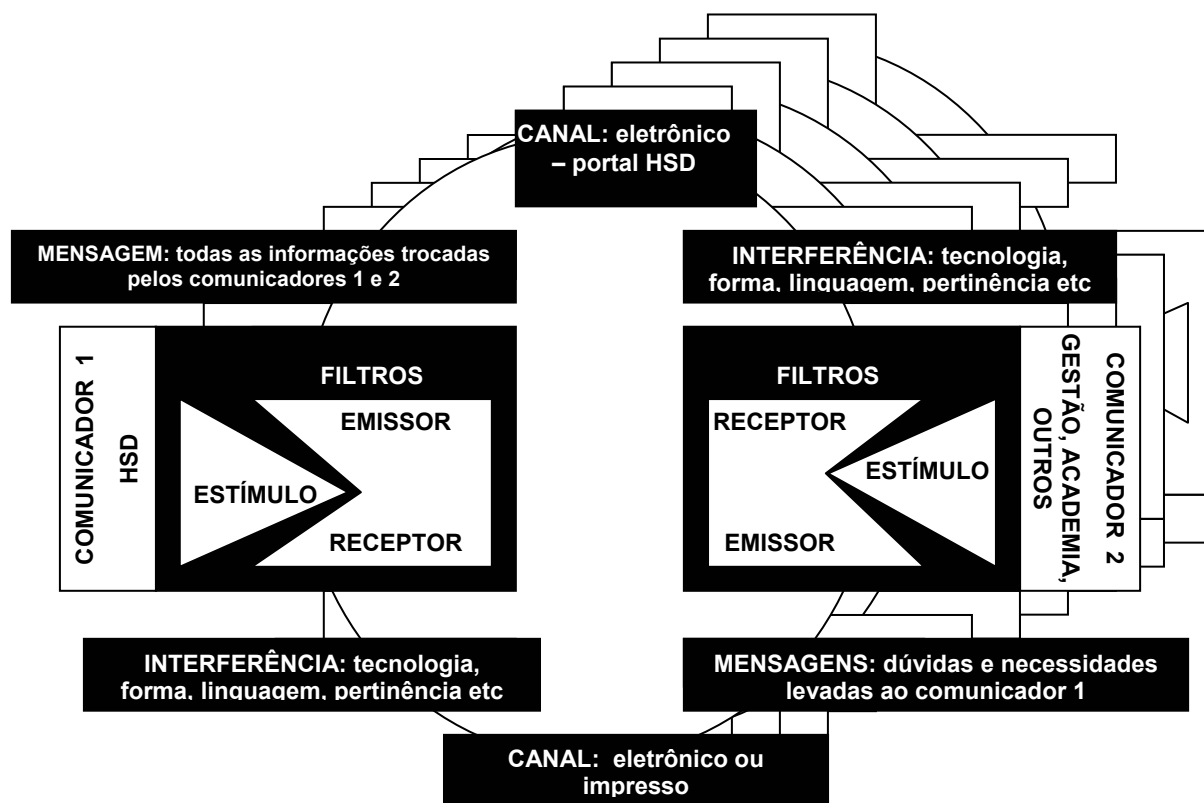 CANAL: eletrônico
– portal HSD
MENSAGEM: todas as informações trocadas
pelos comunicadores 1 e 2
INTERFERÊNCIA: tecnologia,
forma, linguagem, pertinência etc
COMUNICADOR 1
HSD
FILTROS
EMISSOR
ESTÍMULO
RECEPTOR
FILTROS
RECEPTOR
ESTÍMULO
EMISSOR
COMUNICADOR 2
GESTÃO, ACADEMIA,
OUTROS
INTERFERÊNCIA: tecnologia,
forma, linguagem, pertinência etc
MENSAGENS: dúvidas e necessidades
levadas ao comunicador 1
CANAL: eletrônico ou
impresso